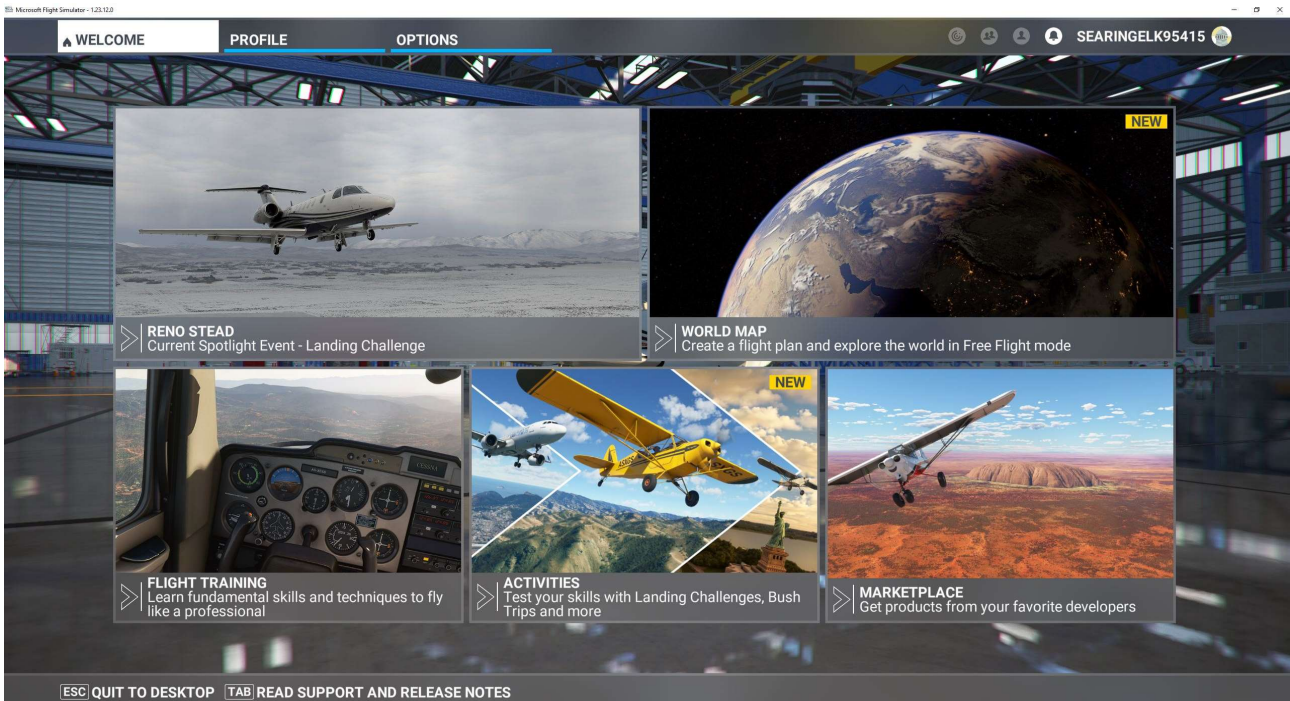 Microsoft Flight Simulator - 1.23.12.0
WELCOME
PROFILE
OPTIONS
SEARINGELK95415
NEW
RENO STEAD
Current Spotlight Event - Landing Challenge
WORLD MAP
Create a flight plan and explore the world in Free Flight mode
CESSNA
NEW
FLIGHT TRAINING
Learn fundamental skills and techniques to fly
like a professional
ACTIVITIES
Test your skills with Landing Challenges, Bush
Trips and more
MARKETPLACE
Get products from your favorite developers
ESC QUIT TO DESKTOP TAB READ SUPPORT AND RELEASE NOTES